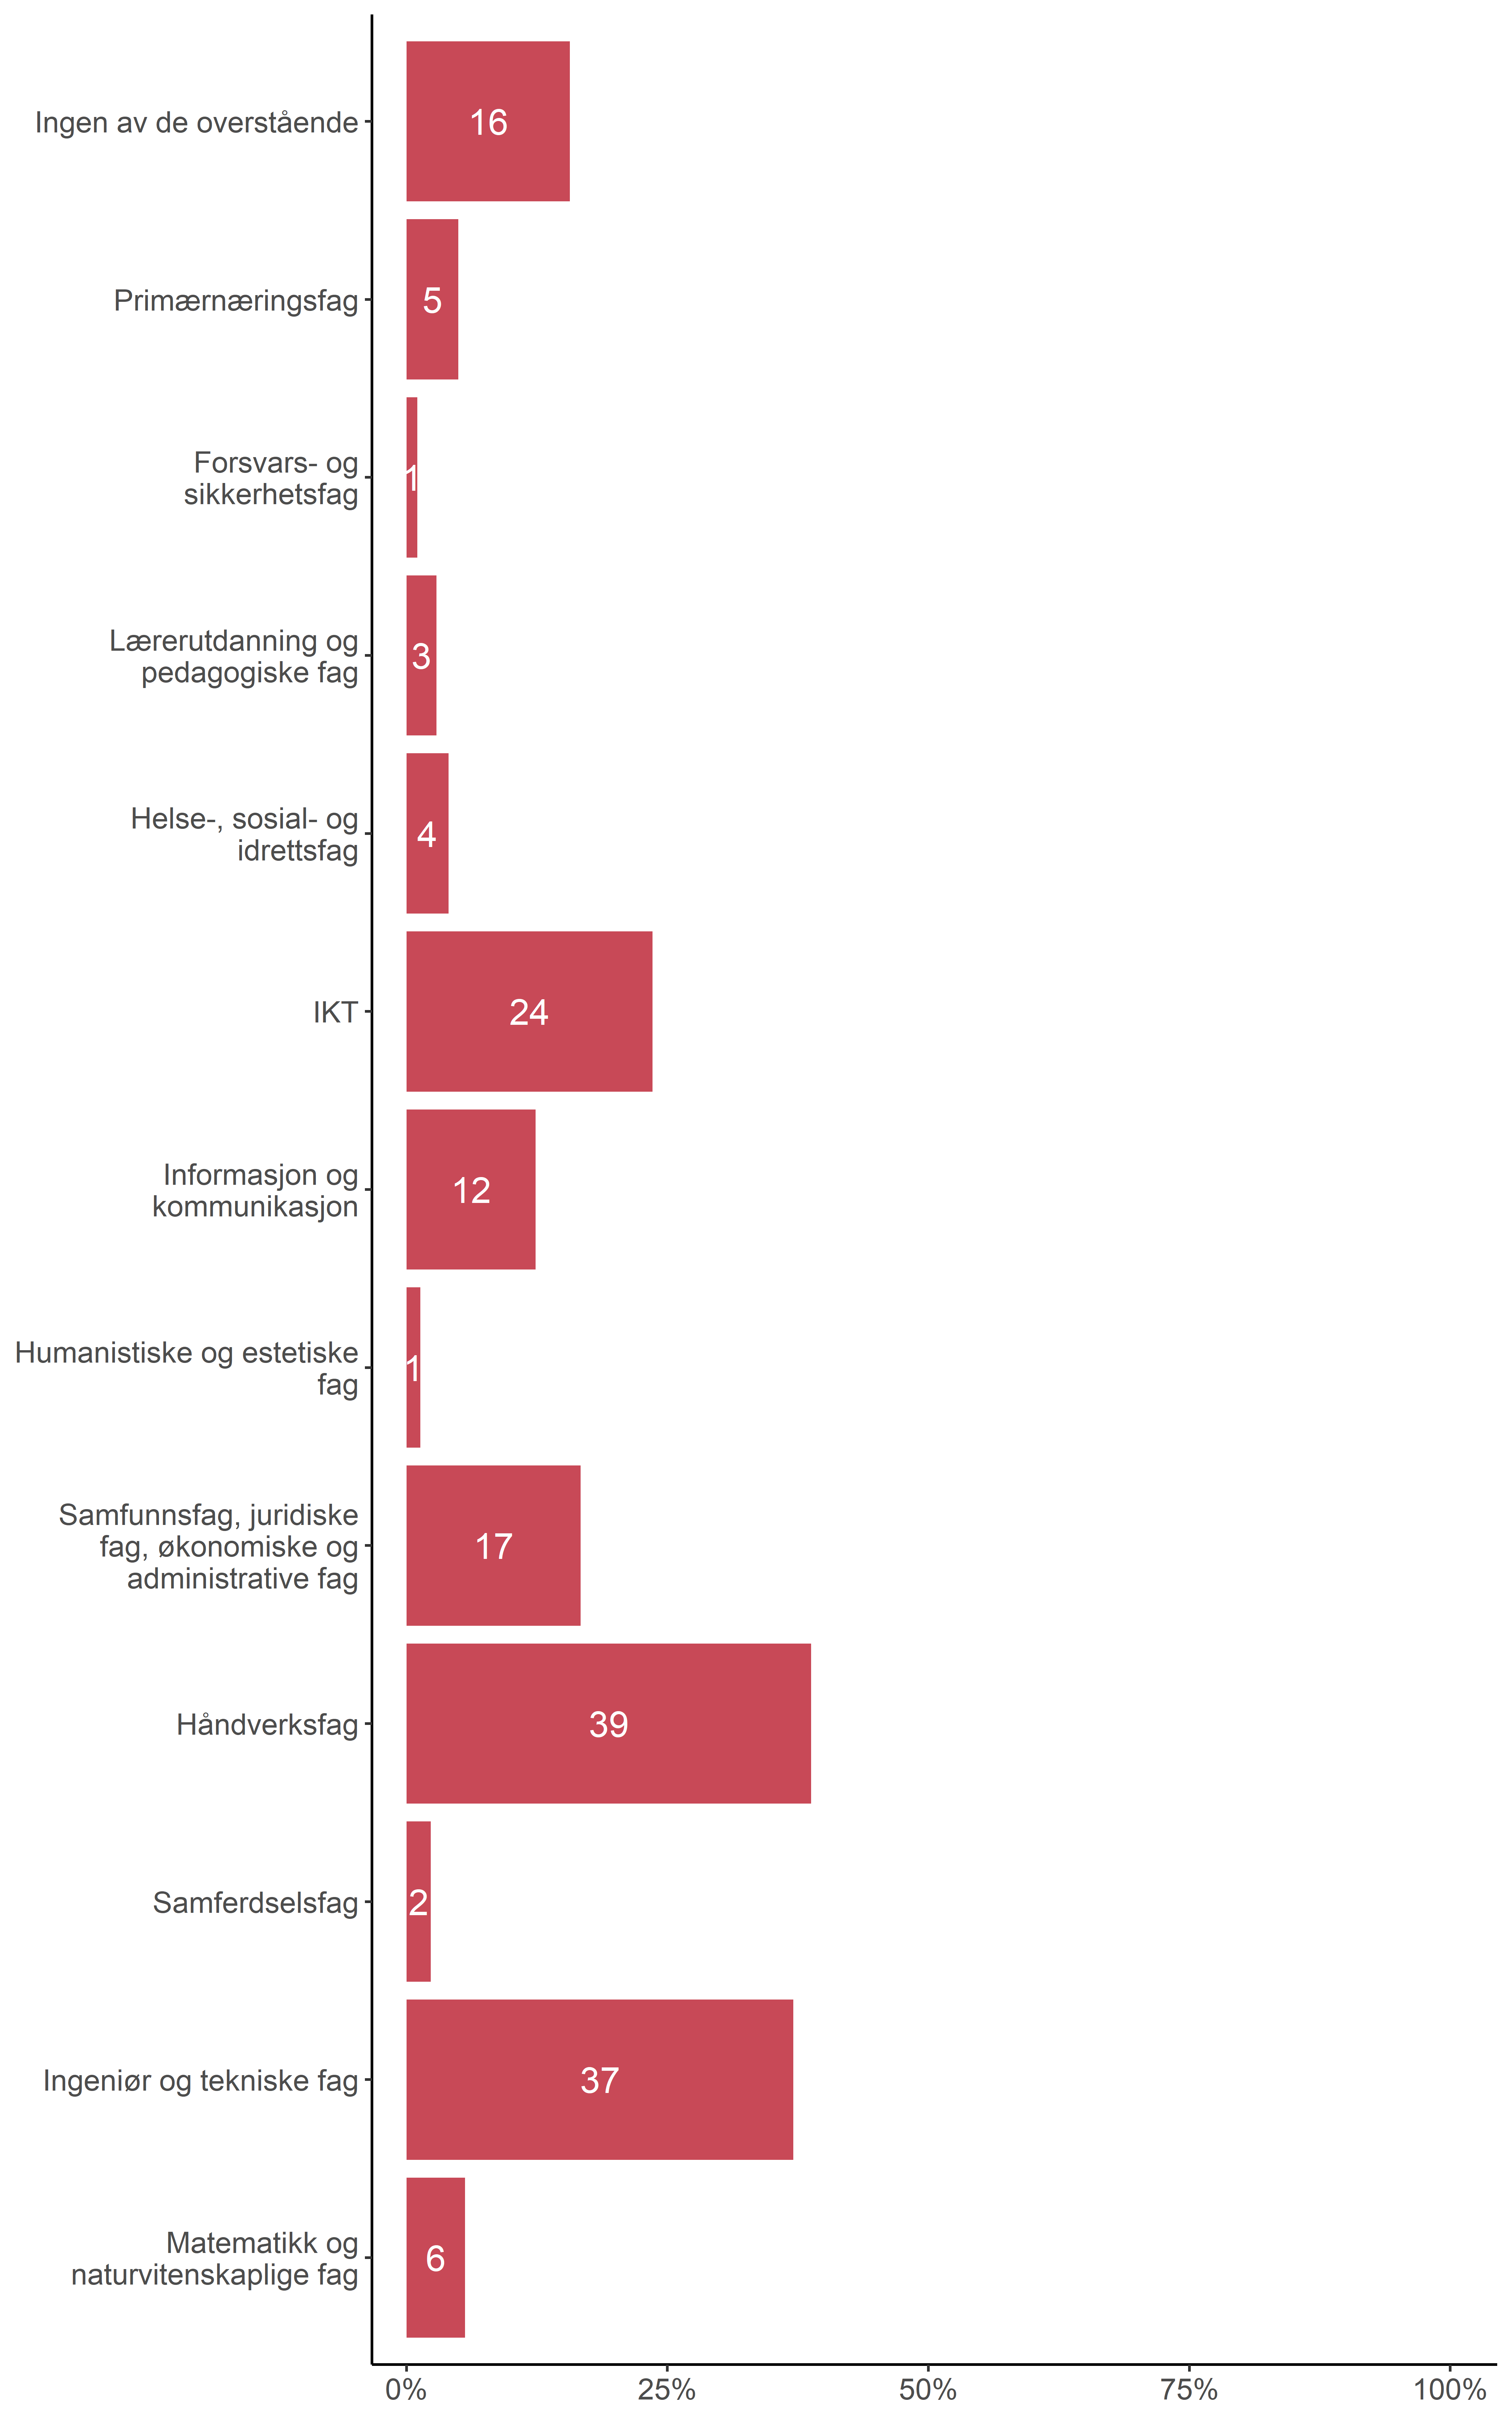 Ingen av de overstående
16
Primærnæringsfag
5
Forsvars- og
sikkerhetsfag
1
Lærerutdanning og
pedagogiske fag
3
Helse-, sosial- og
idrettsfag
4
IKT
24
Informasjon og
kommunikasjon
12
Humanistiske og estetiske
fag
1
Samfunnsfag, juridiske
fag, økonomiske og
administrative fag
17
Håndverksfag
39
Samferdselsfag
2
Ingeniør og tekniske fag
37
Matematikk og
naturvitenskaplige fag
6
0% 25% 50% 75% 100%